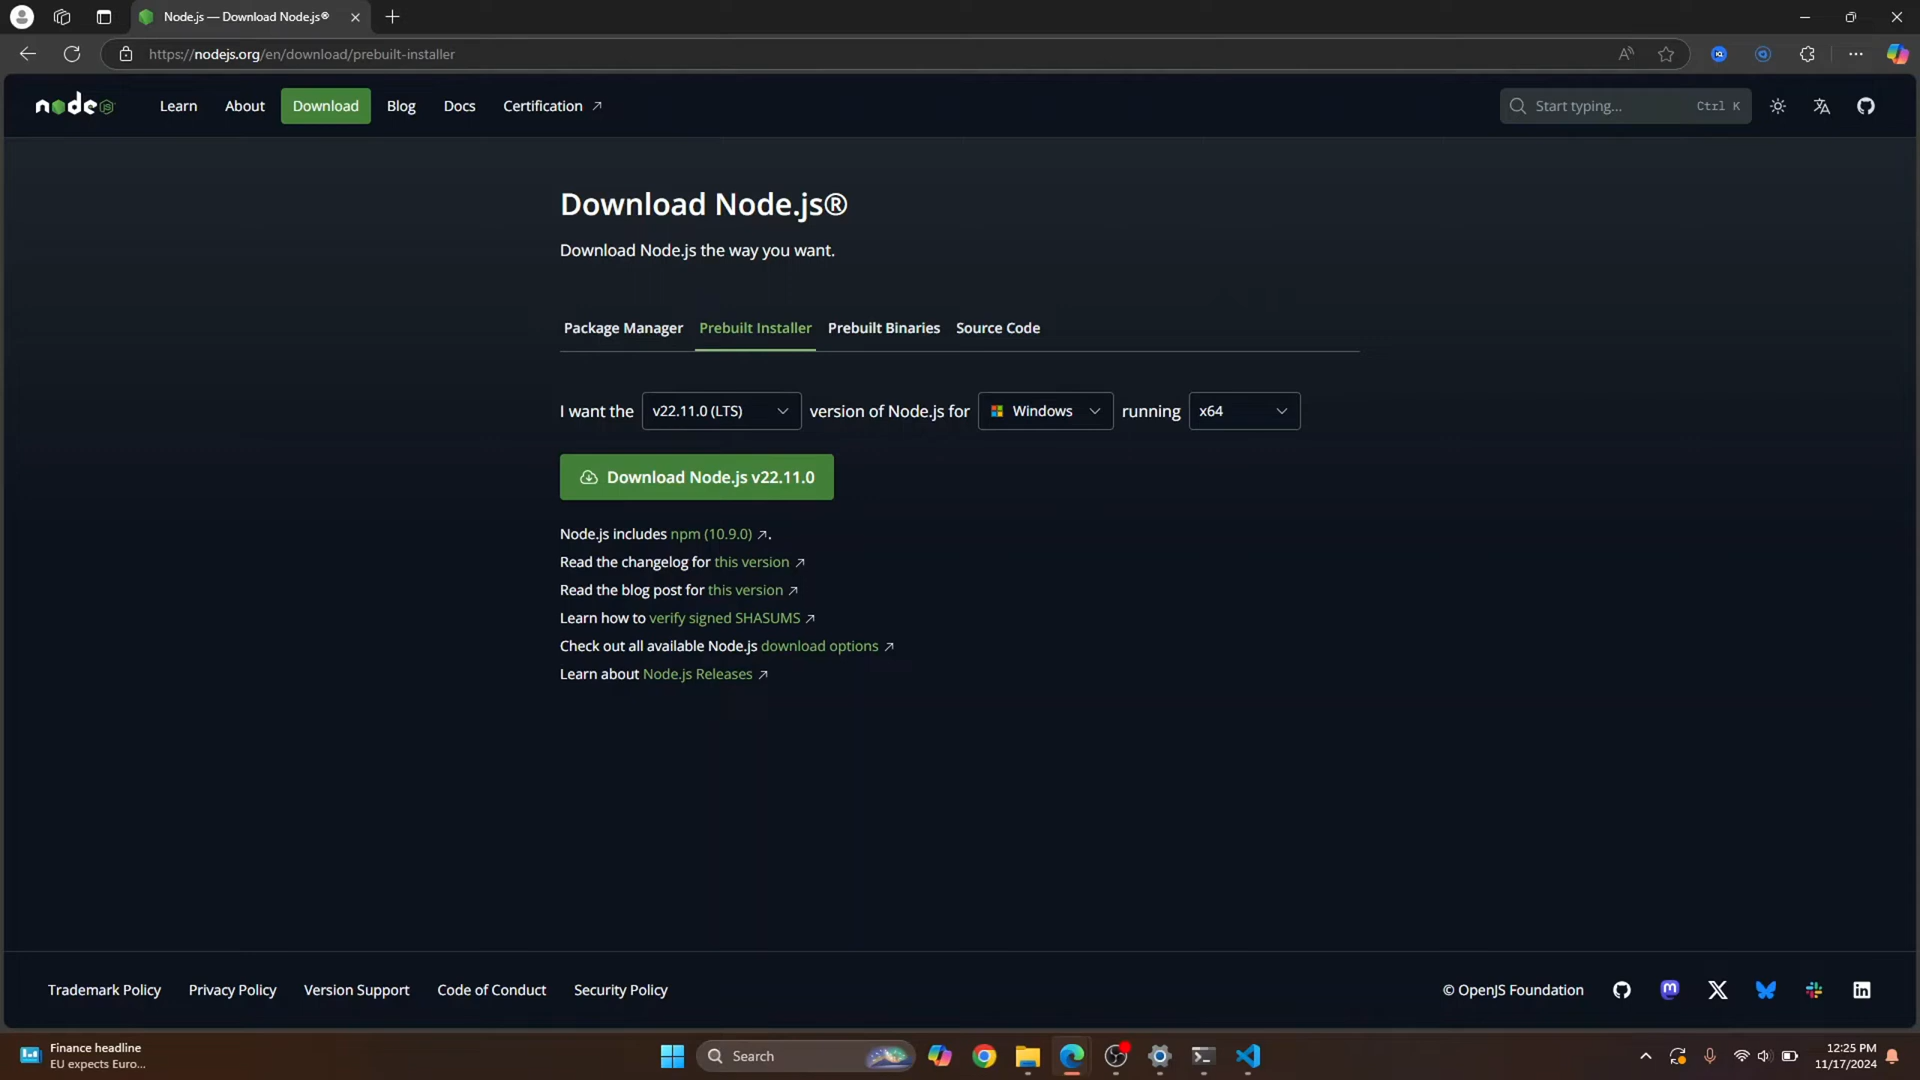 Node.js — Download Node.js®
https://nodejs.org/en/download/prebuilt-installer
node JS
Learn
About
Download
Blog
Docs
Certification
Start typing...
Ctrl K
Download Node.js®
Download Node.js the way you want.
Package Manager
Prebuilt Installer
Prebuilt Binaries
Source Code
I want the v22.11.0 (LTS) version of Node.js for Windows running x64
Download Node.js v22.11.0
Node.js includes npm (10.9.0) ↗.
Read the changelog for this version ↗
Read the blog post for this version ↗
Learn how to verify signed SHASUMS ↗
Check out all available Node.js download options ↗
Learn about Node.js Releases ↗
Trademark Policy
Privacy Policy
Version Support
Code of Conduct
Security Policy
© OpenJS Foundation
Finance headline
EU expects Euro...
Search
12:25 PM
11/17/2024